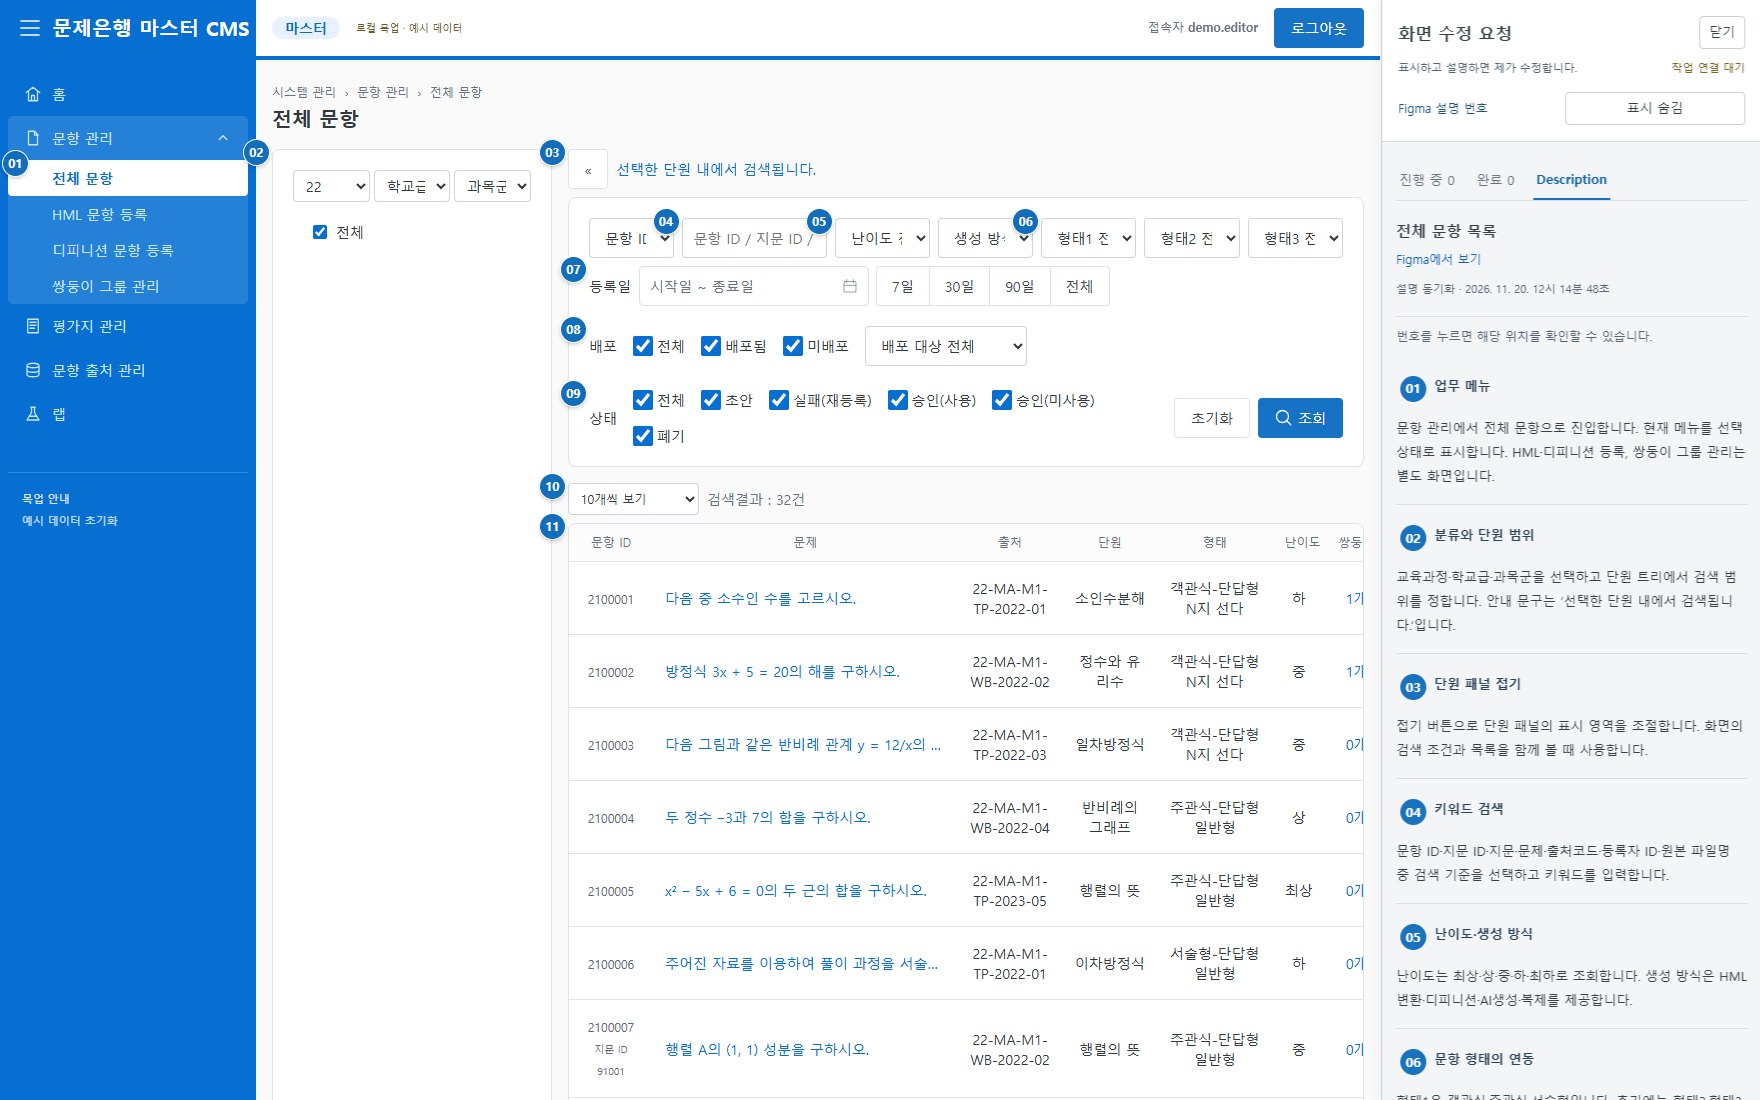 문제은행 마스터 CMS
홈
문항 관리
01
전체 문항
HML 문항 등록
디피니션 문항 등록
쌍둥이 그룹 관리
평가지 관리
문항 출처 관리
랩
목업 안내
예시 데이터 초기화
마스터
로컬 목업 · 예시 데이터
접속자 demo.editor
로그아웃
시스템 관리 › 문항 관리 › 전체 문항
전체 문항
02
22
학교급
과목군
전체
03
«
선택한 단원 내에서 검색됩니다.
04
05
06
문항 ID
문항 ID / 지문 ID /
난이도
생성 방식
형태1 전
형태2 전
형태3 전
07
등록일
시작일 ~ 종료일
7일
30일
90일
전체
08
배포
전체
배포됨
미배포
배포 대상 전체
09
상태
전체
초안
실패(재등록)
승인(사용)
승인(미사용)
폐기
초기화
조회
10
10개씩 보기
검색결과 : 32건
11
문항 ID 문제 출처 단원 형태 난이도 쌍둥
2100001 다음 중 소수인 수를 고르시오. 22-MA-M1-TP-2022-01 소인수분해 객관식-단답형 N지 선다 하 1개
2100002 방정식 3x + 5 = 20의 해를 구하시오. 22-MA-M1-WB-2022-02 정수와 유리수 객관식-단답형 N지 선다 중 1개
2100003 다음 그림과 같은 반비례 관계 y = 12/x의 ... 22-MA-M1-TP-2022-03 일차방정식 객관식-단답형 N지 선다 중 0개
2100004 두 정수 −3과 7의 합을 구하시오. 22-MA-M1-WB-2022-04 반비례의 그래프 주관식-단답형 일반형 상 0개
2100005 x² − 5x + 6 = 0의 두 근의 합을 구하시오. 22-MA-M1-TP-2023-05 행렬의 뜻 주관식-단답형 일반형 최상 0개
2100006 주어진 자료를 이용하여 풀이 과정을 서술... 22-MA-M1-TP-2022-01 이차방정식 서술형-단답형 일반형 하 0개
2100007 지문 ID 91001 행렬 A의 (1, 1) 성분을 구하시오. 22-MA-M1-WB-2022-02 행렬의 뜻 주관식-단답형 일반형 중 0개
화면 수정 요청
닫기
표시하고 설명하면 제가 수정합니다.
작업 연결 대기
Figma 설명 번호
표시 숨김
진행 중 0
완료 0
Description
전체 문항 목록
Figma에서 보기
설명 동기화 · 2026. 11. 20. 12시 14분 48초
번호를 누르면 해당 위치를 확인할 수 있습니다.
01 업무 메뉴
문항 관리에서 전체 문항으로 진입합니다. 현재 메뉴를 선택
상태로 표시합니다. HML·디피니션 등록, 쌍둥이 그룹 관리는
별도 화면입니다.
02 분류와 단원 범위
교육과정·학교급·과목군을 선택하고 단원 트리에서 검색 범
위를 정합니다. 안내 문구는 ‘선택한 단원 내에서 검색됩니
다.’입니다.
03 단원 패널 접기
접기 버튼으로 단원 패널의 표시 영역을 조절합니다. 화면의
검색 조건과 목록을 함께 볼 때 사용합니다.
04 키워드 검색
문항 ID·지문 ID·지문·문제·출처코드·등록자 ID·원본 파일명
중 검색 기준을 선택하고 키워드를 입력합니다.
05 난이도·생성 방식
난이도는 최상·상·중·하·최하로 조회합니다. 생성 방식은 HML
변환·디피니션·AI생성·복제를 제공합니다.
06 문항 형태의 연동